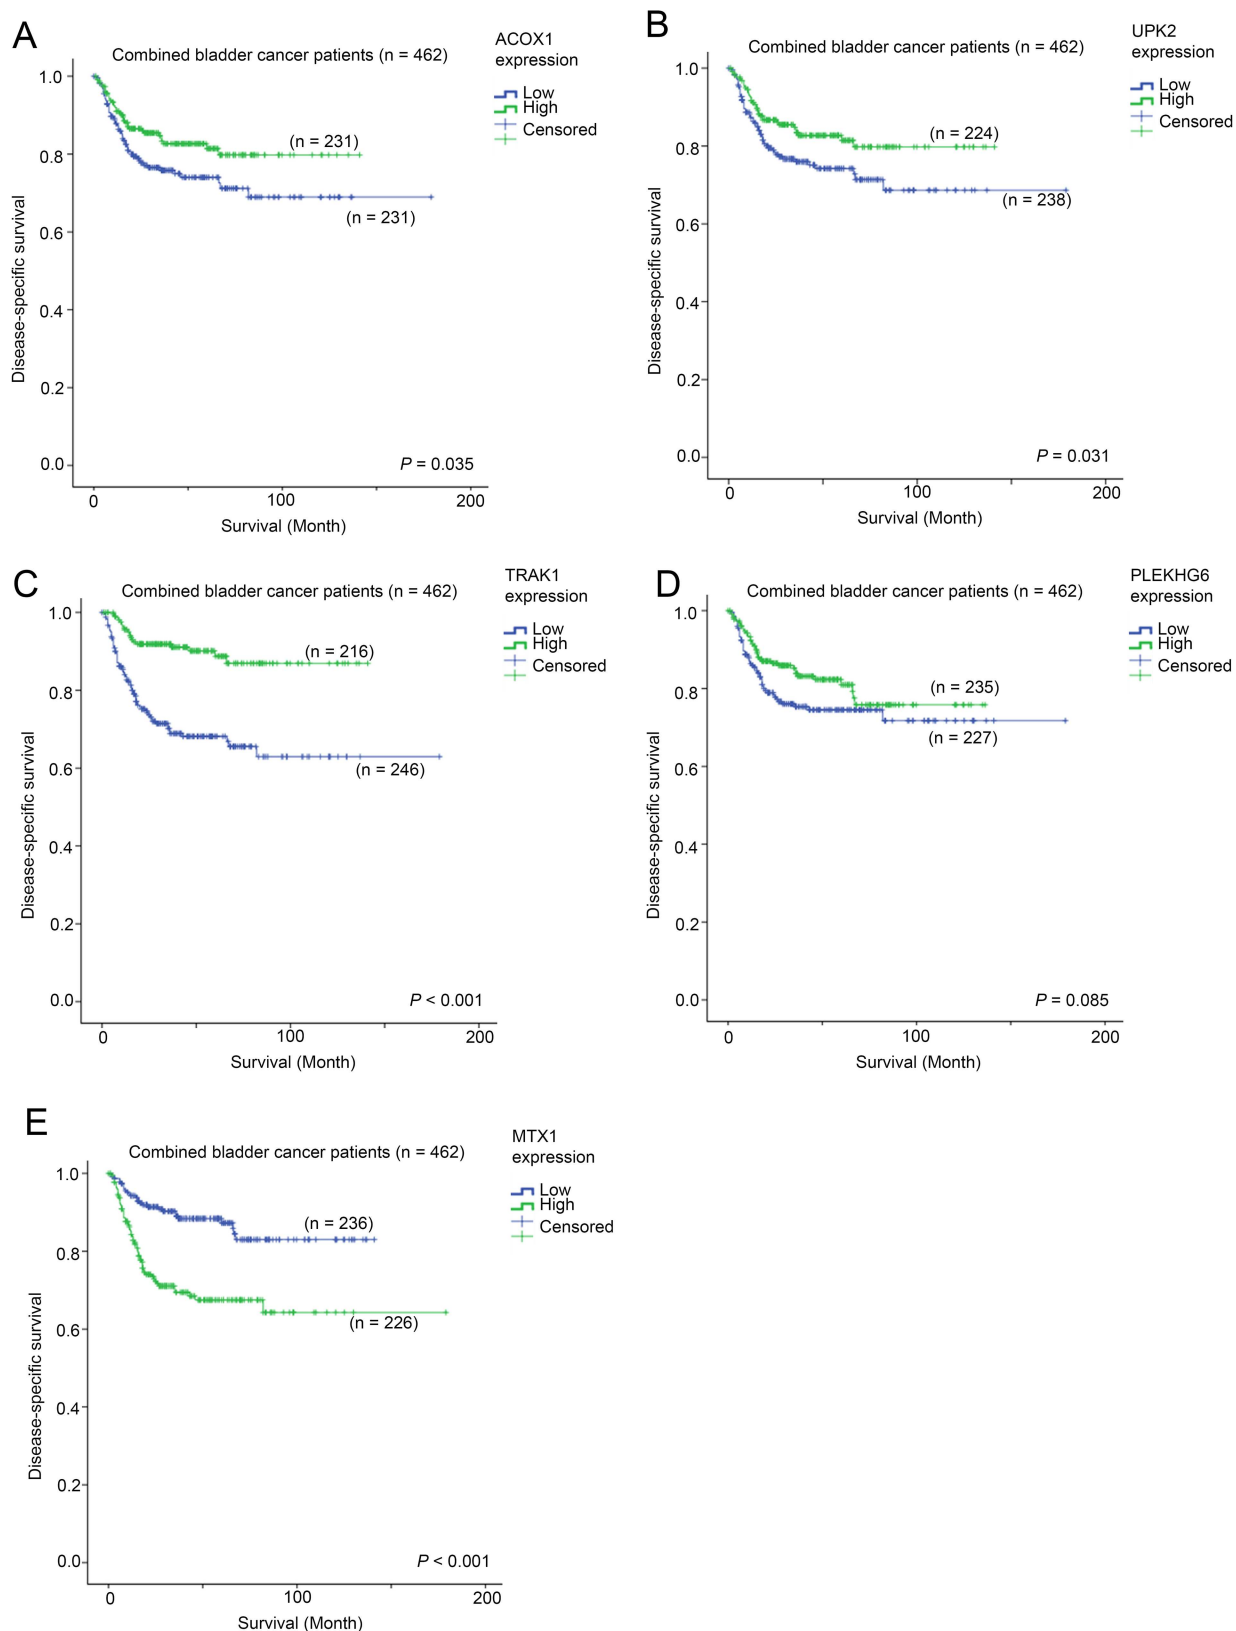 A
Combined bladder cancer patients (n = 462)
ACOX1
expression
Low
High
Censored
1.0
0.8
0.6
0.4
0.2
0.0
Disease-specific survival
(n = 231)
(n = 231)
P = 0.035
0
100
200
Survival (Month)
B
Combined bladder cancer patients (n = 462)
UPK2
expression
Low
High
Censored
1.0
0.8
0.6
0.4
0.2
0.0
Disease-specific survival
(n = 224)
(n = 238)
P = 0.031
0
100
200
Survival (Month)
C
Combined bladder cancer patients (n = 462)
TRAK1
expression
Low
High
Censored
1.0
0.8
0.6
0.4
0.2
0.0
Disease-specific survival
(n = 216)
(n = 246)
P < 0.001
0
100
200
Survival (Month)
D
Combined bladder cancer patients (n = 462)
PLEKHG6
expression
Low
High
Censored
1.0
0.8
0.6
0.4
0.2
0.0
Disease-specific survival
(n = 235)
(n = 227)
P = 0.085
0
100
200
Survival (Month)
E
Combined bladder cancer patients (n = 462)
MTX1
expression
Low
High
Censored
1.0
0.8
0.6
0.4
0.2
0.0
Disease-specific survival
(n = 236)
(n = 226)
P < 0.001
0
100
200
Survival (Month)